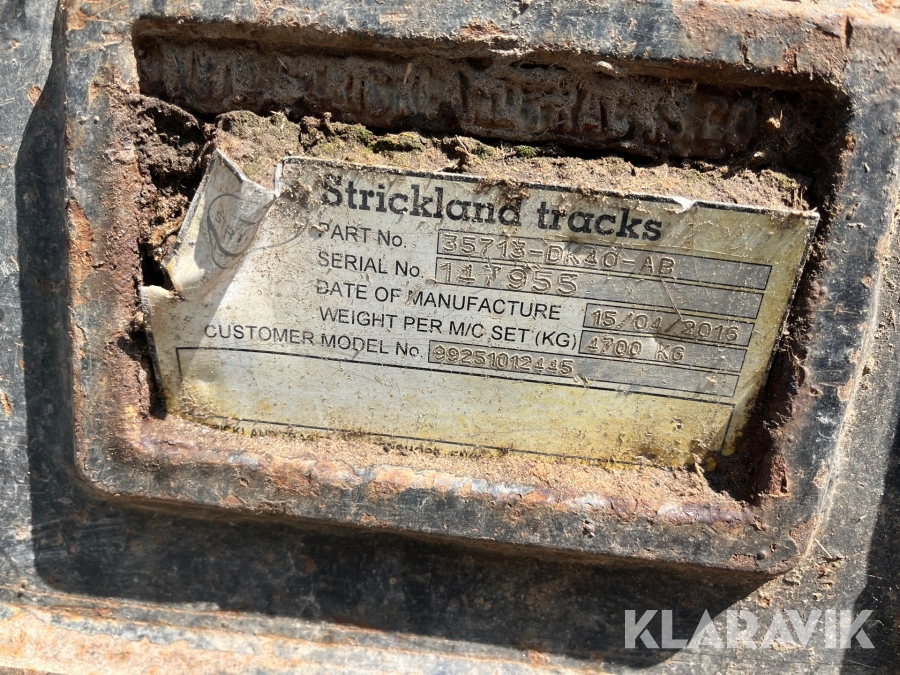 Strickland tracks
PART No. 35713-DK40-AB
SERIAL No. 147955
DATE OF MANUFACTURE 15/04/2016
WEIGHT PER M/C SET (KG) 4700 KG
CUSTOMER MODEL No. 99251012445
KLARAVIK